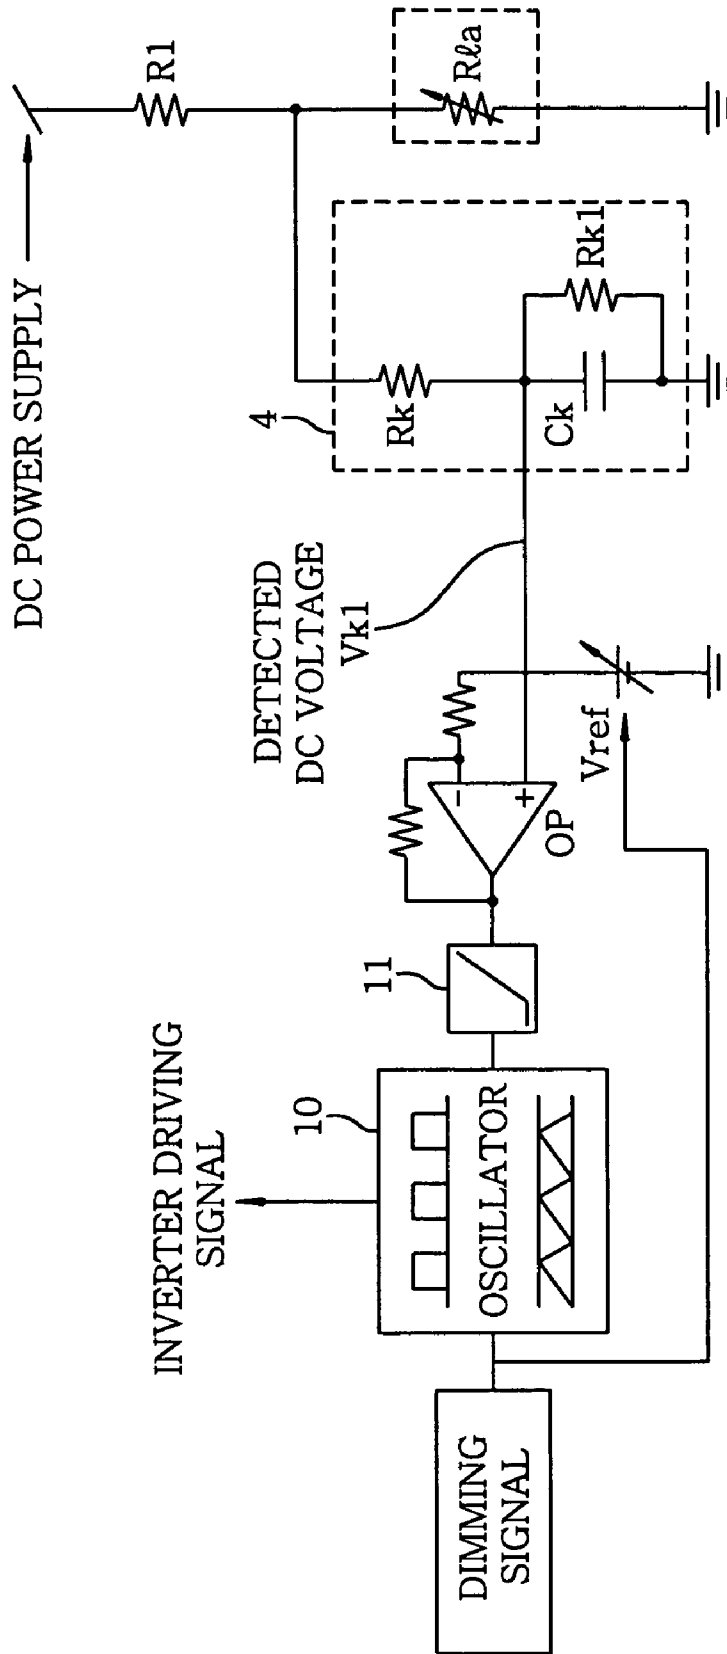 DC POWER SUPPLY
R1
Rℓa
4
Rk
Rk1
Ck
DETECTED
DC VOLTAGE
Vk1
Vref
-
+
OP
11
INVERTER DRIVING
SIGNAL
10
OSCILLATOR
DIMMING
SIGNAL